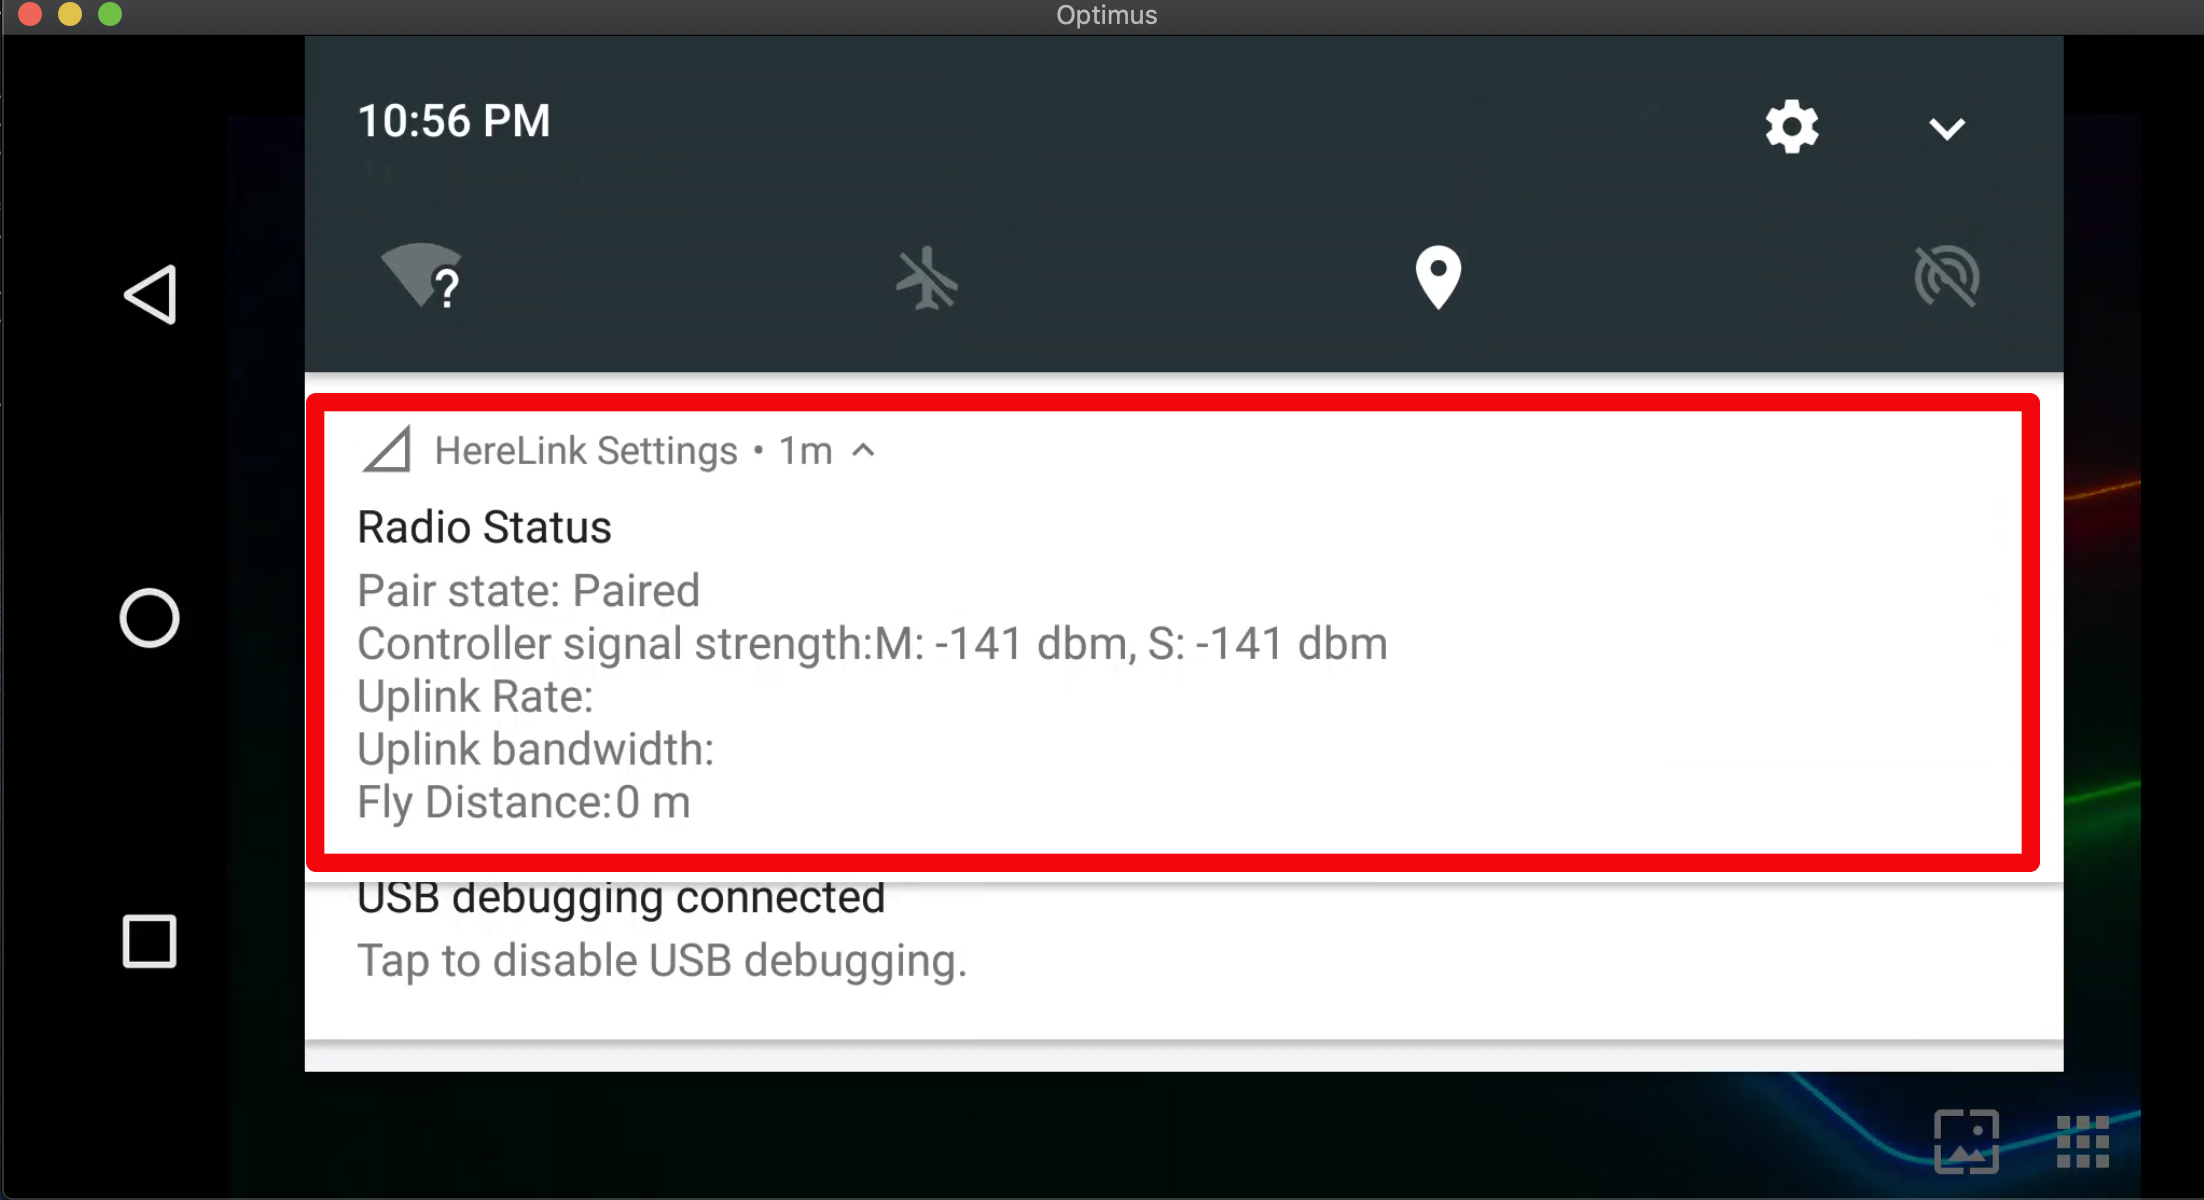 Optimus
10:56 PM
?
HereLink Settings • 1m
Radio Status
Pair state: Paired
Controller signal strength:M: -141 dbm, S: -141 dbm
Uplink Rate:
Uplink bandwidth:
Fly Distance:0 m
USB debugging connected
Tap to disable USB debugging.